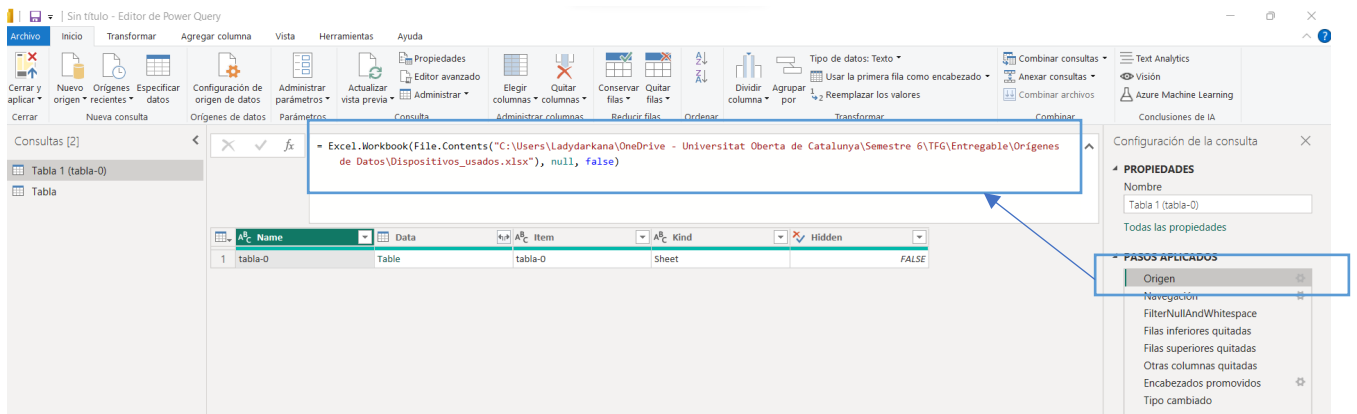 Sin título - Editor de Power Query
Archivo Inicio Transformar Agregar columna Vista Herramientas Ayuda
Cerrar y aplicar
Nuevo origen
Orígenes recientes
Especificar datos
Configuración de origen de datos
Administrar parámetros
Actualizar vista previa
Propiedades
Editor avanzado
Administrar
Elegir columnas
Quitar columnas
Conservar filas
Quitar filas
Dividir columna
Agrupar por
Tipo de datos: Texto
Usar la primera fila como encabezado
Reemplazar los valores
Combinar consultas
Anexar consultas
Combinar archivos
Text Analytics
Visión
Azure Machine Learning
Cerrar Nueva consulta Orígenes de datos Parámetros Consulta Administrar columnas Reducir filas Ordenar Transformar Combinar Conclusiones de IA
Consultas [2]
Tabla 1 (tabla-0)
Tabla
fx
= Excel.Workbook(File.Contents("C:\Users\Ladydarkana\OneDrive - Universitat Oberta de Catalunya\Semestre 6\TFG\Entregable\Orígenes
de Datos\Dispositivos_usados.xlsx"), null, false)
ABC Name Data ABC Item ABC Kind Hidden
1 tabla-0 Table tabla-0 Sheet FALSE
Configuración de la consulta
PROPIEDADES
Nombre
Tabla 1 (tabla-0)
Todas las propiedades
PASOS APLICADOS
Origen
Navegación
FilterNullAndWhitespace
Filas inferiores quitadas
Filas superiores quitadas
Otras columnas quitadas
Encabezados promovidos
Tipo cambiado